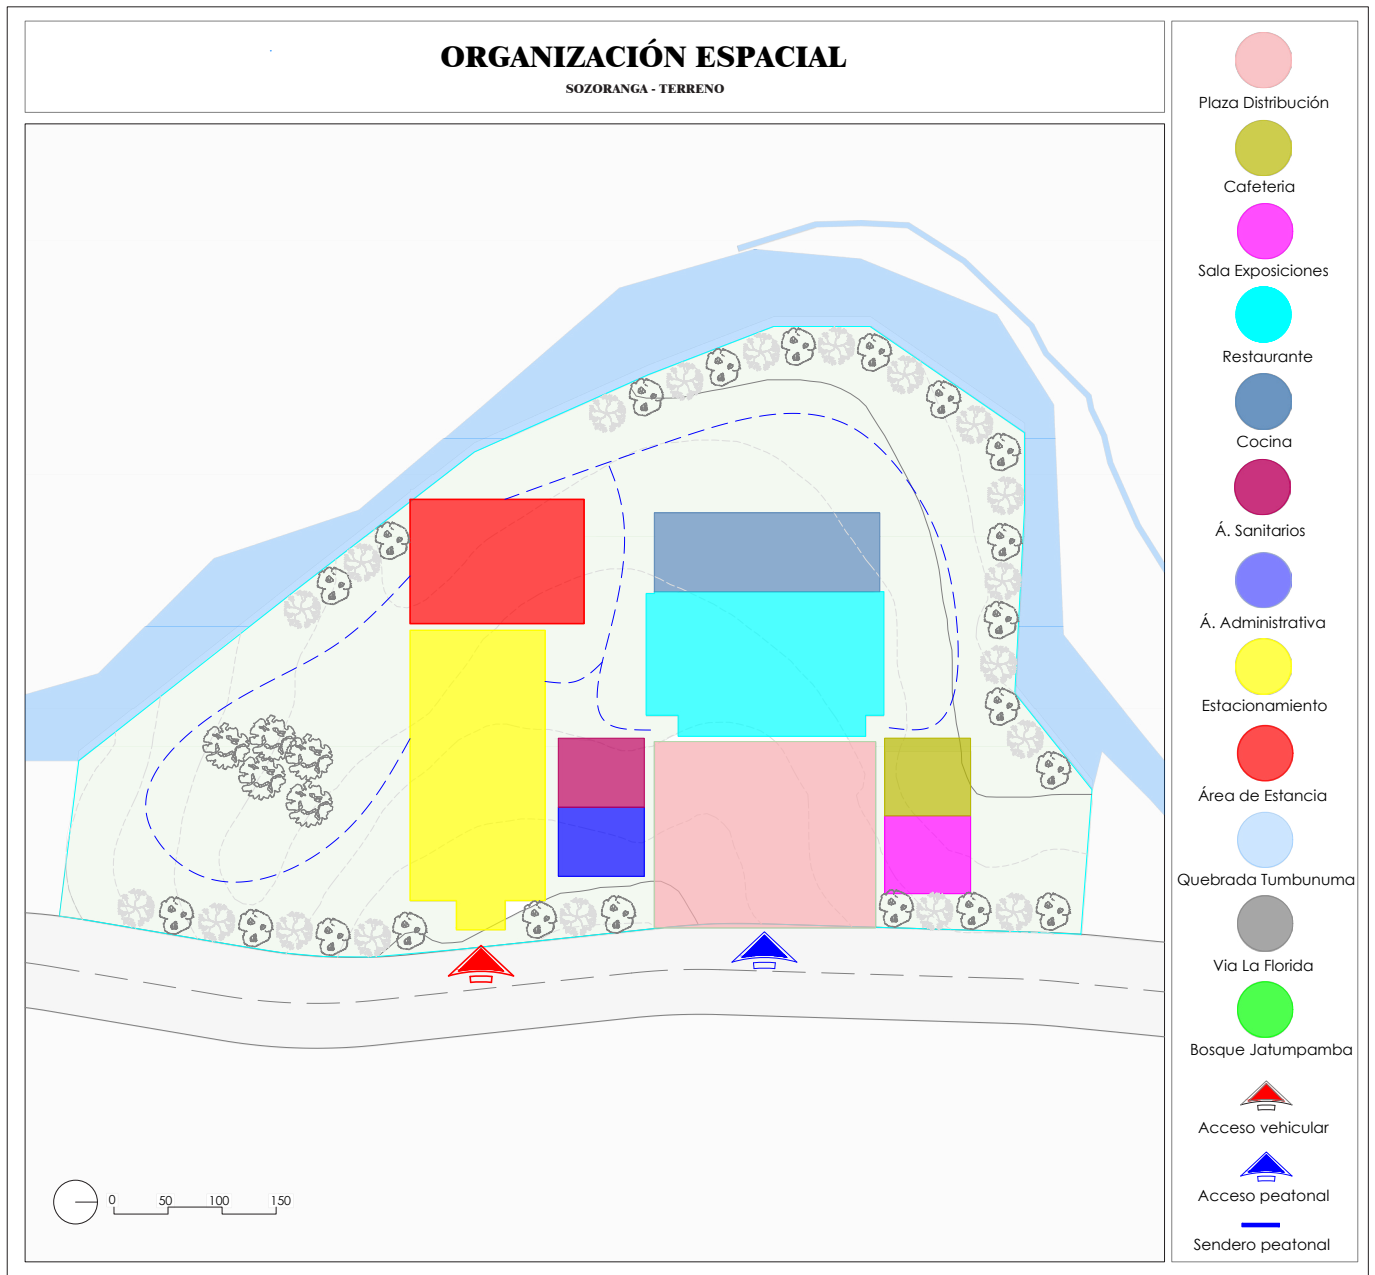 ORGANIZACIÓN ESPACIAL
SOZORANGA - TERRENO
Plaza Distribución
Cafeteria
Sala Exposiciones
Restaurante
Cocina
Á. Sanitarios
Á. Administrativa
Estacionamiento
Área de Estancia
Quebrada Tumbunuma
Via La Florida
Bosque Jatumpamba
Acceso vehicular
Acceso peatonal
Sendero peatonal
0 50 100 150